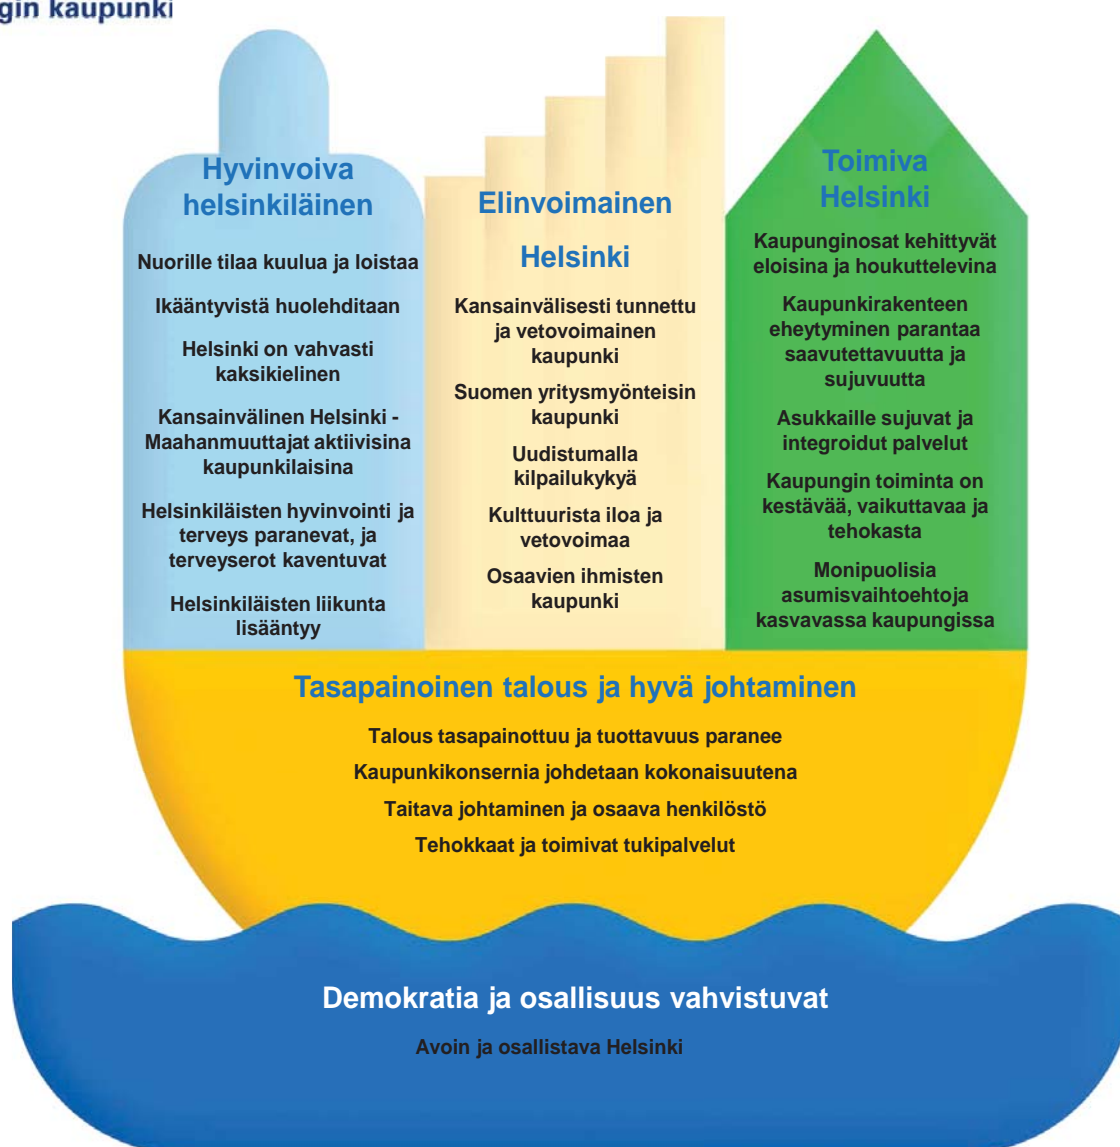 gin kaupunki
Hyvinvoiva
helsinkiläinen
Nuorille tilaa kuulua ja loistaa
Ikääntyvistä huolehditaan
Helsinki on vahvasti
kaksikielinen
Kansainvälinen Helsinki -
Maahanmuuttajat aktiivisina
kaupunkilaisina
Helsinkiläisten hyvinvointi ja
terveys paranevat, ja
terveyserot kaventuvat
Helsinkiläisten liikunta
lisääntyy
Elinvoimainen
Helsinki
Kansainvälisesti tunnettu
ja vetovoimainen
kaupunki
Suomen yritysmyönteisin
kaupunki
Uudistumalla
kilpailukykyä
Kulttuurista iloa ja
vetovoimaa
Osaavien ihmisten
kaupunki
Toimiva
Helsinki
Kaupunginosat kehittyvät
eloisina ja houkuttelevina
Kaupunkirakenteen
eheytyminen parantaa
saavutettavuutta ja
sujuvuutta
Asukkaille sujuvat ja
integroidut palvelut
Kaupungin toiminta on
kestävää, vaikuttavaa ja
tehokasta
Monipuolisia
asumisvaihtoehtoja
kasvavassa kaupungissa
Tasapainoinen talous ja hyvä johtaminen
Talous tasapainottuu ja tuottavuus paranee
Kaupunkikonsernia johdetaan kokonaisuutena
Taitava johtaminen ja osaava henkilöstö
Tehokkaat ja toimivat tukipalvelut
Demokratia ja osallisuus vahvistuvat
Avoin ja osallistava Helsinki